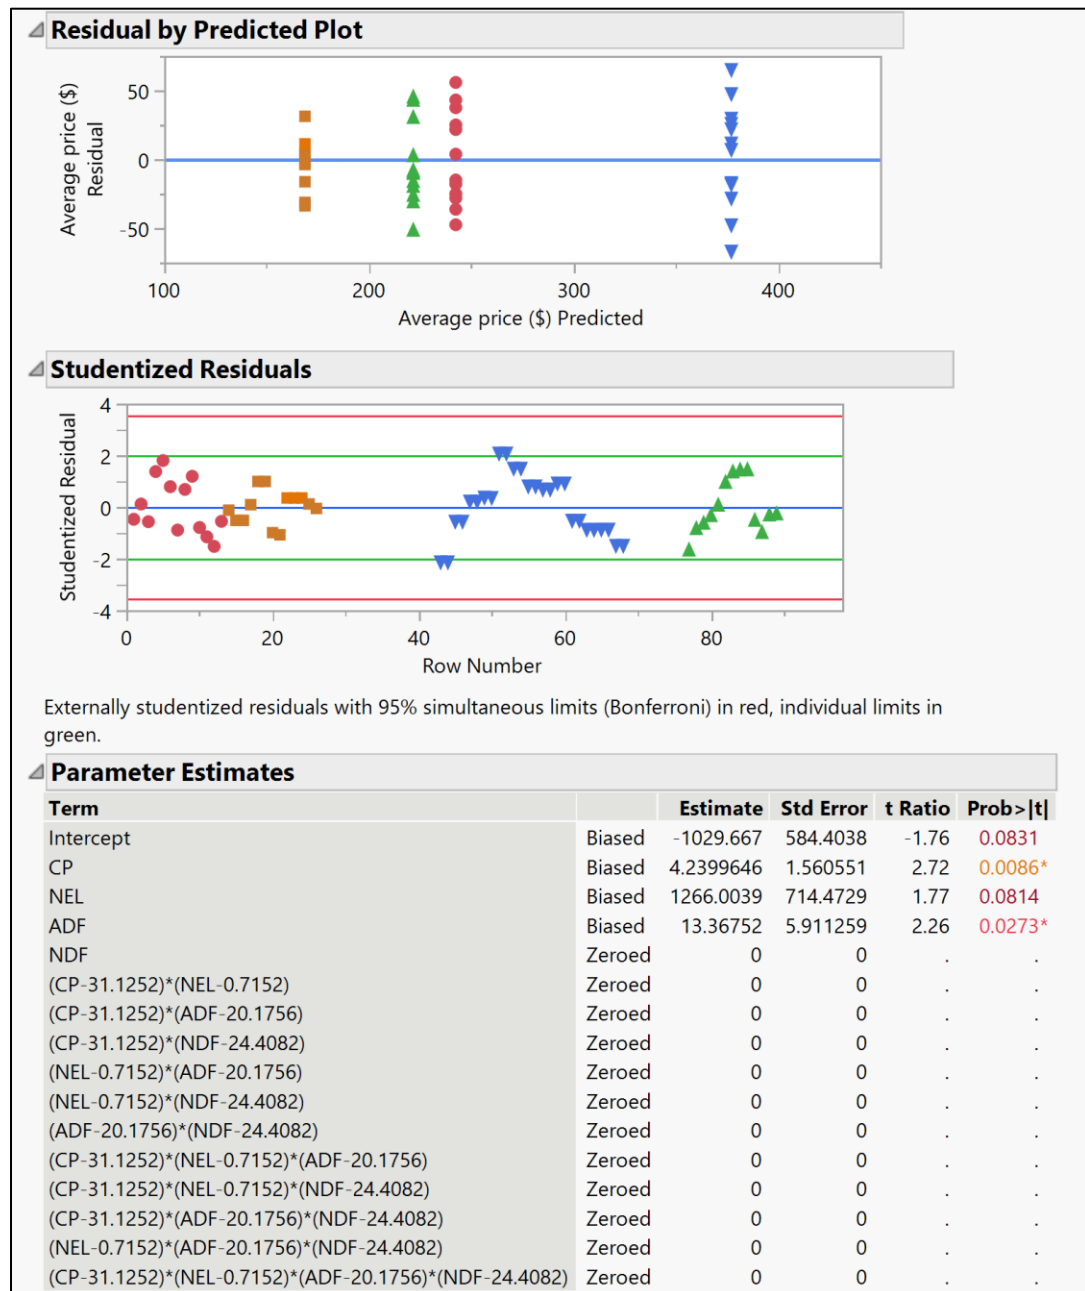 Residual by Predicted Plot
Average price ($)
Residual
50
0
-50
100 200 300 400
Average price ($) Predicted
Studentized Residuals
Studentized Residual
4
2
0
-2
-4
0 20 40 60 80
Row Number
Externally studentized residuals with 95% simultaneous limits (Bonferroni) in red, individual limits in
green.
Parameter Estimates
Term Estimate Std Error t Ratio Prob>|t|
Intercept Biased -1029.667 584.4038 -1.76 0.0831
CP Biased 4.2399646 1.560551 2.72 0.0086*
NEL Biased 1266.0039 714.4729 1.77 0.0814
ADF Biased 13.36752 5.911259 2.26 0.0273*
NDF Zeroed 0 0 . .
(CP-31.1252)*(NEL-0.7152) Zeroed 0 0 . .
(CP-31.1252)*(ADF-20.1756) Zeroed 0 0 . .
(CP-31.1252)*(NDF-24.4082) Zeroed 0 0 . .
(NEL-0.7152)*(ADF-20.1756) Zeroed 0 0 . .
(NEL-0.7152)*(NDF-24.4082) Zeroed 0 0 . .
(ADF-20.1756)*(NDF-24.4082) Zeroed 0 0 . .
(CP-31.1252)*(NEL-0.7152)*(ADF-20.1756) Zeroed 0 0 . .
(CP-31.1252)*(NEL-0.7152)*(NDF-24.4082) Zeroed 0 0 . .
(CP-31.1252)*(ADF-20.1756)*(NDF-24.4082) Zeroed 0 0 . .
(NEL-0.7152)*(ADF-20.1756)*(NDF-24.4082) Zeroed 0 0 . .
(CP-31.1252)*(NEL-0.7152)*(ADF-20.1756)*(NDF-24.4082) Zeroed 0 0 . .